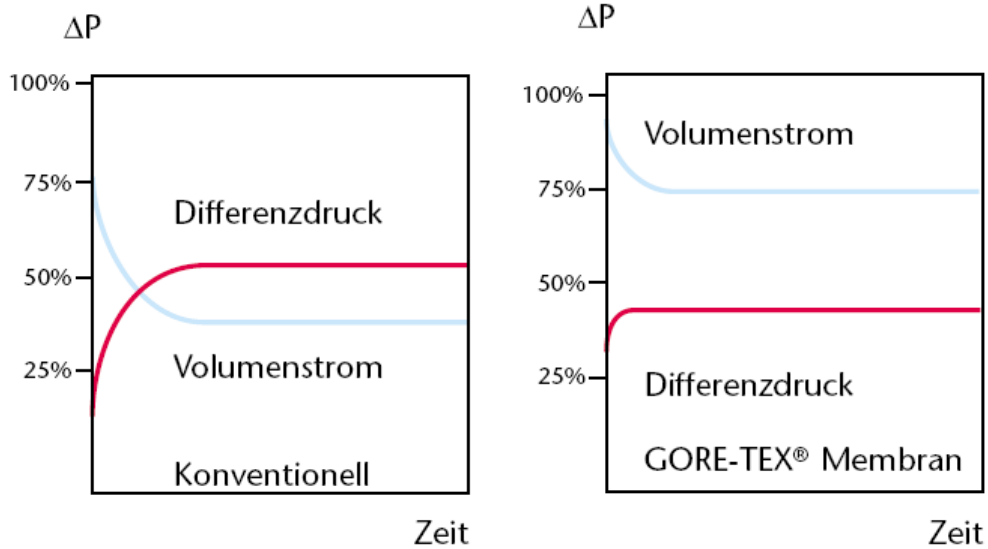 ΔP
100%
75%
50%
25%
Differenzdruck
Volumenstrom
Konventionell
Zeit
ΔP
100%
75%
50%
25%
Volumenstrom
Differenzdruck
GORE-TEX® Membran
Zeit